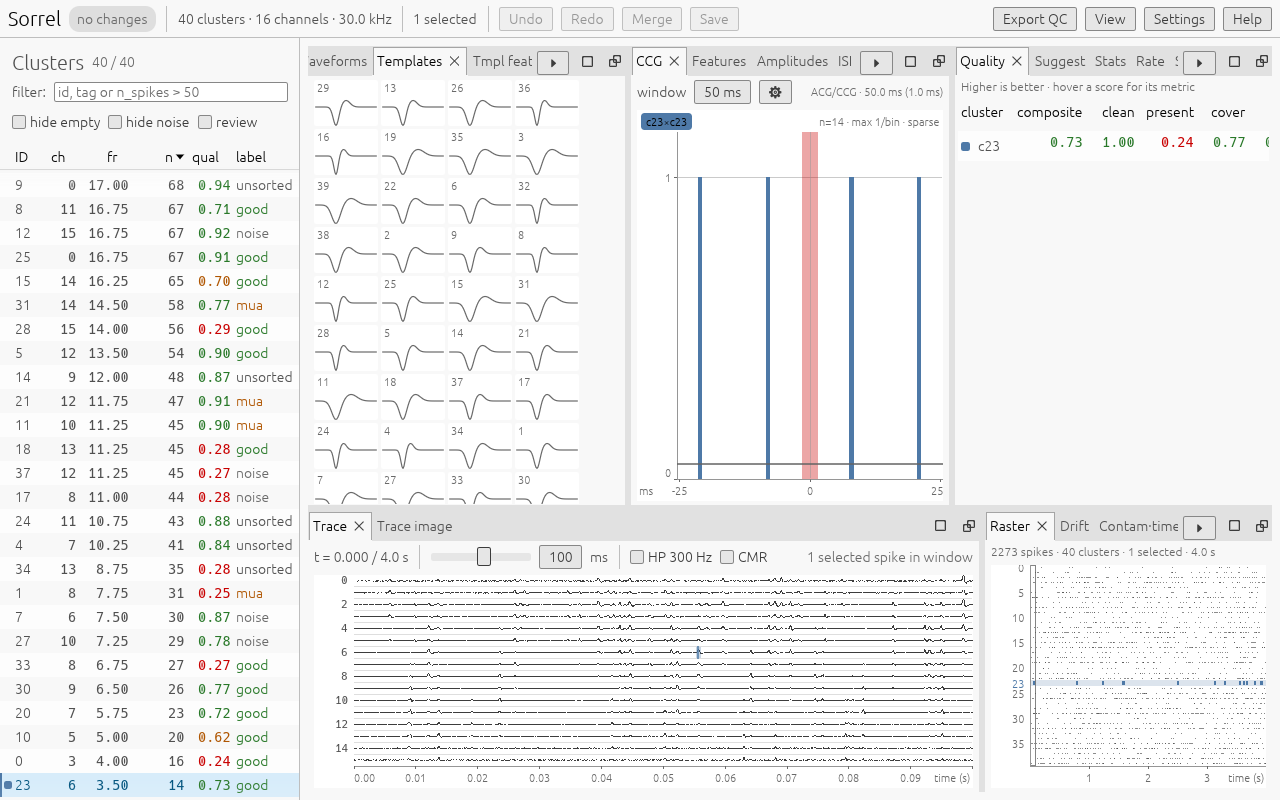 Sorrel no changes 40 clusters · 16 channels · 30.0 kHz 1 selected Undo Redo Merge Save Export QC View Settings Help
Clusters 40 / 40
filter: id, tag or n_spikes > 50
hide empty hide noise review
ID ch fr n qual label
9 0 17.00 68 0.94 unsorted
8 11 16.75 67 0.71 good
12 15 16.75 67 0.92 noise
25 0 16.75 67 0.91 good
15 14 16.25 65 0.70 good
31 14 14.50 58 0.77 mua
28 15 14.00 56 0.29 good
5 12 13.50 54 0.90 good
14 9 12.00 48 0.87 unsorted
21 12 11.75 47 0.91 mua
11 10 11.25 45 0.90 mua
18 13 11.25 45 0.28 good
37 12 11.25 45 0.27 noise
17 8 11.00 44 0.28 noise
24 11 10.75 43 0.88 unsorted
4 7 10.25 41 0.84 unsorted
34 13 8.75 35 0.28 unsorted
1 8 7.75 31 0.25 mua
7 6 7.50 30 0.87 noise
27 10 7.25 29 0.78 noise
33 8 6.75 27 0.27 good
30 9 6.50 26 0.77 good
20 7 5.75 23 0.72 good
10 5 5.00 20 0.62 good
0 3 4.00 16 0.24 good
23 6 3.50 14 0.73 good
aveforms Templates Tmpl feat
29 13 26 36
16 19 35 3
39 22 6 32
38 2 9 8
12 25 15 31
28 5 14 21
11 18 37 17
24 4 34 1
7 27 33 30
CCG Features Amplitudes ISI
window 50 ms ACG/CCG · 50.0 ms (1.0 ms)
c23×c23 n=14 · max 1/bin · sparse
1
0
ms -25 0 25
Quality Suggest Stats Rate
Higher is better · hover a score for its metric
cluster composite clean present cover
c23 0.73 1.00 0.24 0.77
Trace Trace image
t = 0.000 / 4.0 s 100 ms HP 300 Hz CMR 1 selected spike in window
0
2
4
6
8
10
12
14
0.00 0.01 0.02 0.03 0.04 0.05 0.06 0.07 0.08 0.09 time (s)
Raster Drift Contam-time
2273 spikes · 40 clusters · 1 selected · 4.0 s
0
5
10
15
20
23
25
30
35
1 2 3 time (s)